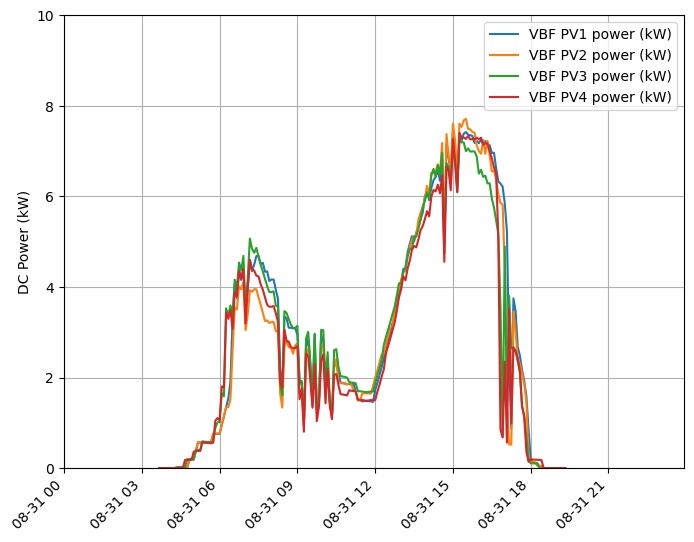 10
8
6
4
2
0
DC Power (kW)
VBF PV1 power (kW)
VBF PV2 power (kW)
VBF PV3 power (kW)
VBF PV4 power (kW)
08-31 00
08-31 03
08-31 06
08-31 09
08-31 12
08-31 15
08-31 18
08-31 21